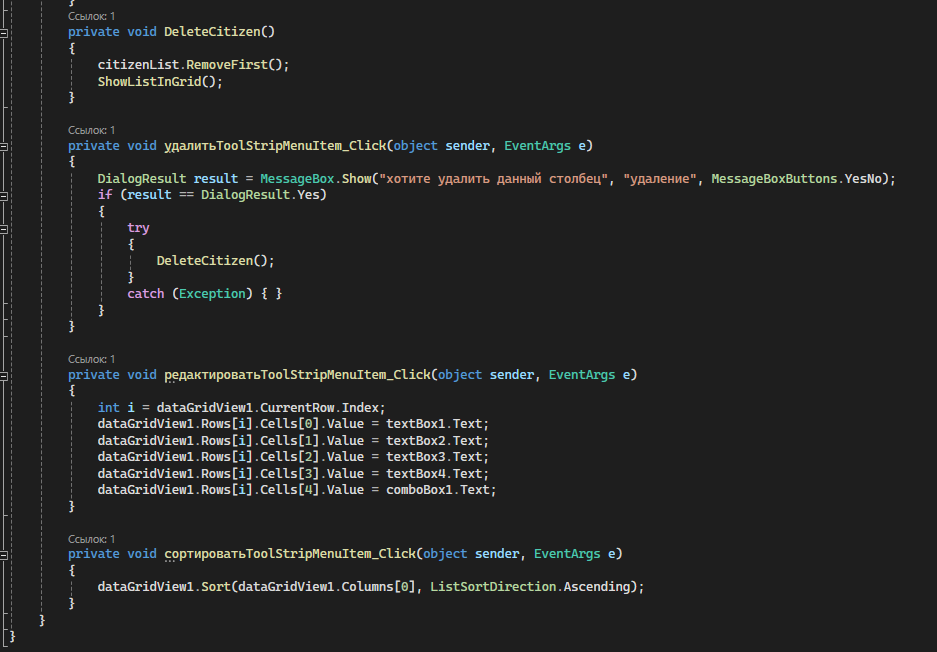 }
Ссылок: 1
private void DeleteCitizen()
{
citizenList.RemoveFirst();
ShowListInGrid();
}
Ссылок: 1
private void удалитьToolStripMenuItem_Click(object sender, EventArgs e)
{
DialogResult result = MessageBox.Show("хотите удалить данный столбец", "удаление", MessageBoxButtons.YesNo);
if (result == DialogResult.Yes)
{
try
{
DeleteCitizen();
}
catch (Exception) { }
}
}
Ссылок: 1
private void редактироватьToolStripMenuItem_Click(object sender, EventArgs e)
{
int i = dataGridView1.CurrentRow.Index;
dataGridView1.Rows[i].Cells[0].Value = textBox1.Text;
dataGridView1.Rows[i].Cells[1].Value = textBox2.Text;
dataGridView1.Rows[i].Cells[2].Value = textBox3.Text;
dataGridView1.Rows[i].Cells[3].Value = textBox4.Text;
dataGridView1.Rows[i].Cells[4].Value = comboBox1.Text;
}
Ссылок: 1
private void сортироватьToolStripMenuItem_Click(object sender, EventArgs e)
{
dataGridView1.Sort(dataGridView1.Columns[0], ListSortDirection.Ascending);
}
}
}